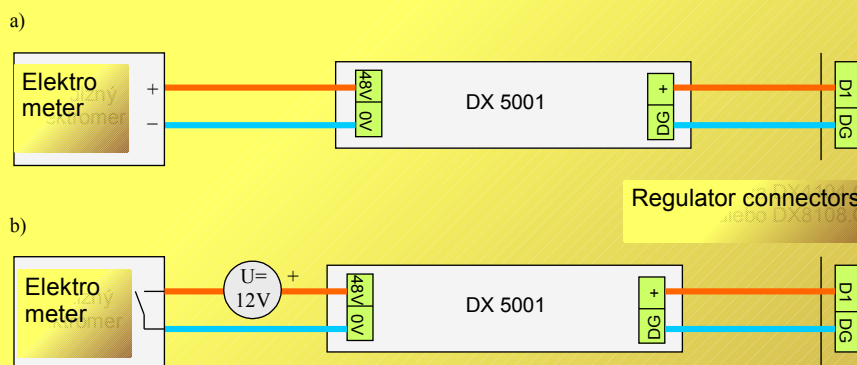 a)
Elektro
meter
+
−
48V
0V
DX 5001
+
DG
D1
DG
Regulator connectors
b)
Elektro
meter
U=
12V
+
48V
0V
DX 5001
+
DG
D1
DG